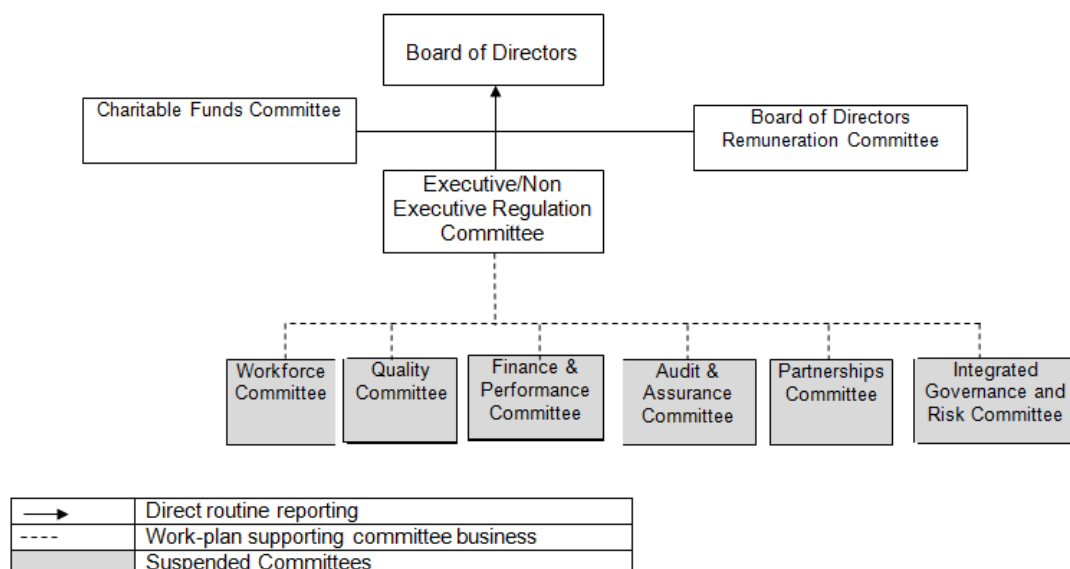 Board of Directors
Charitable Funds Committee
Board of Directors
Remuneration Committee
Executive/Non
Executive Regulation
Committee
Workforce
Committee
Quality
Committee
Finance &
Performance
Committee
Audit &
Assurance
Committee
Partnerships
Committee
Integrated
Governance and
Risk Committee
Direct routine reporting
Work-plan supporting committee business
Suspended Committees